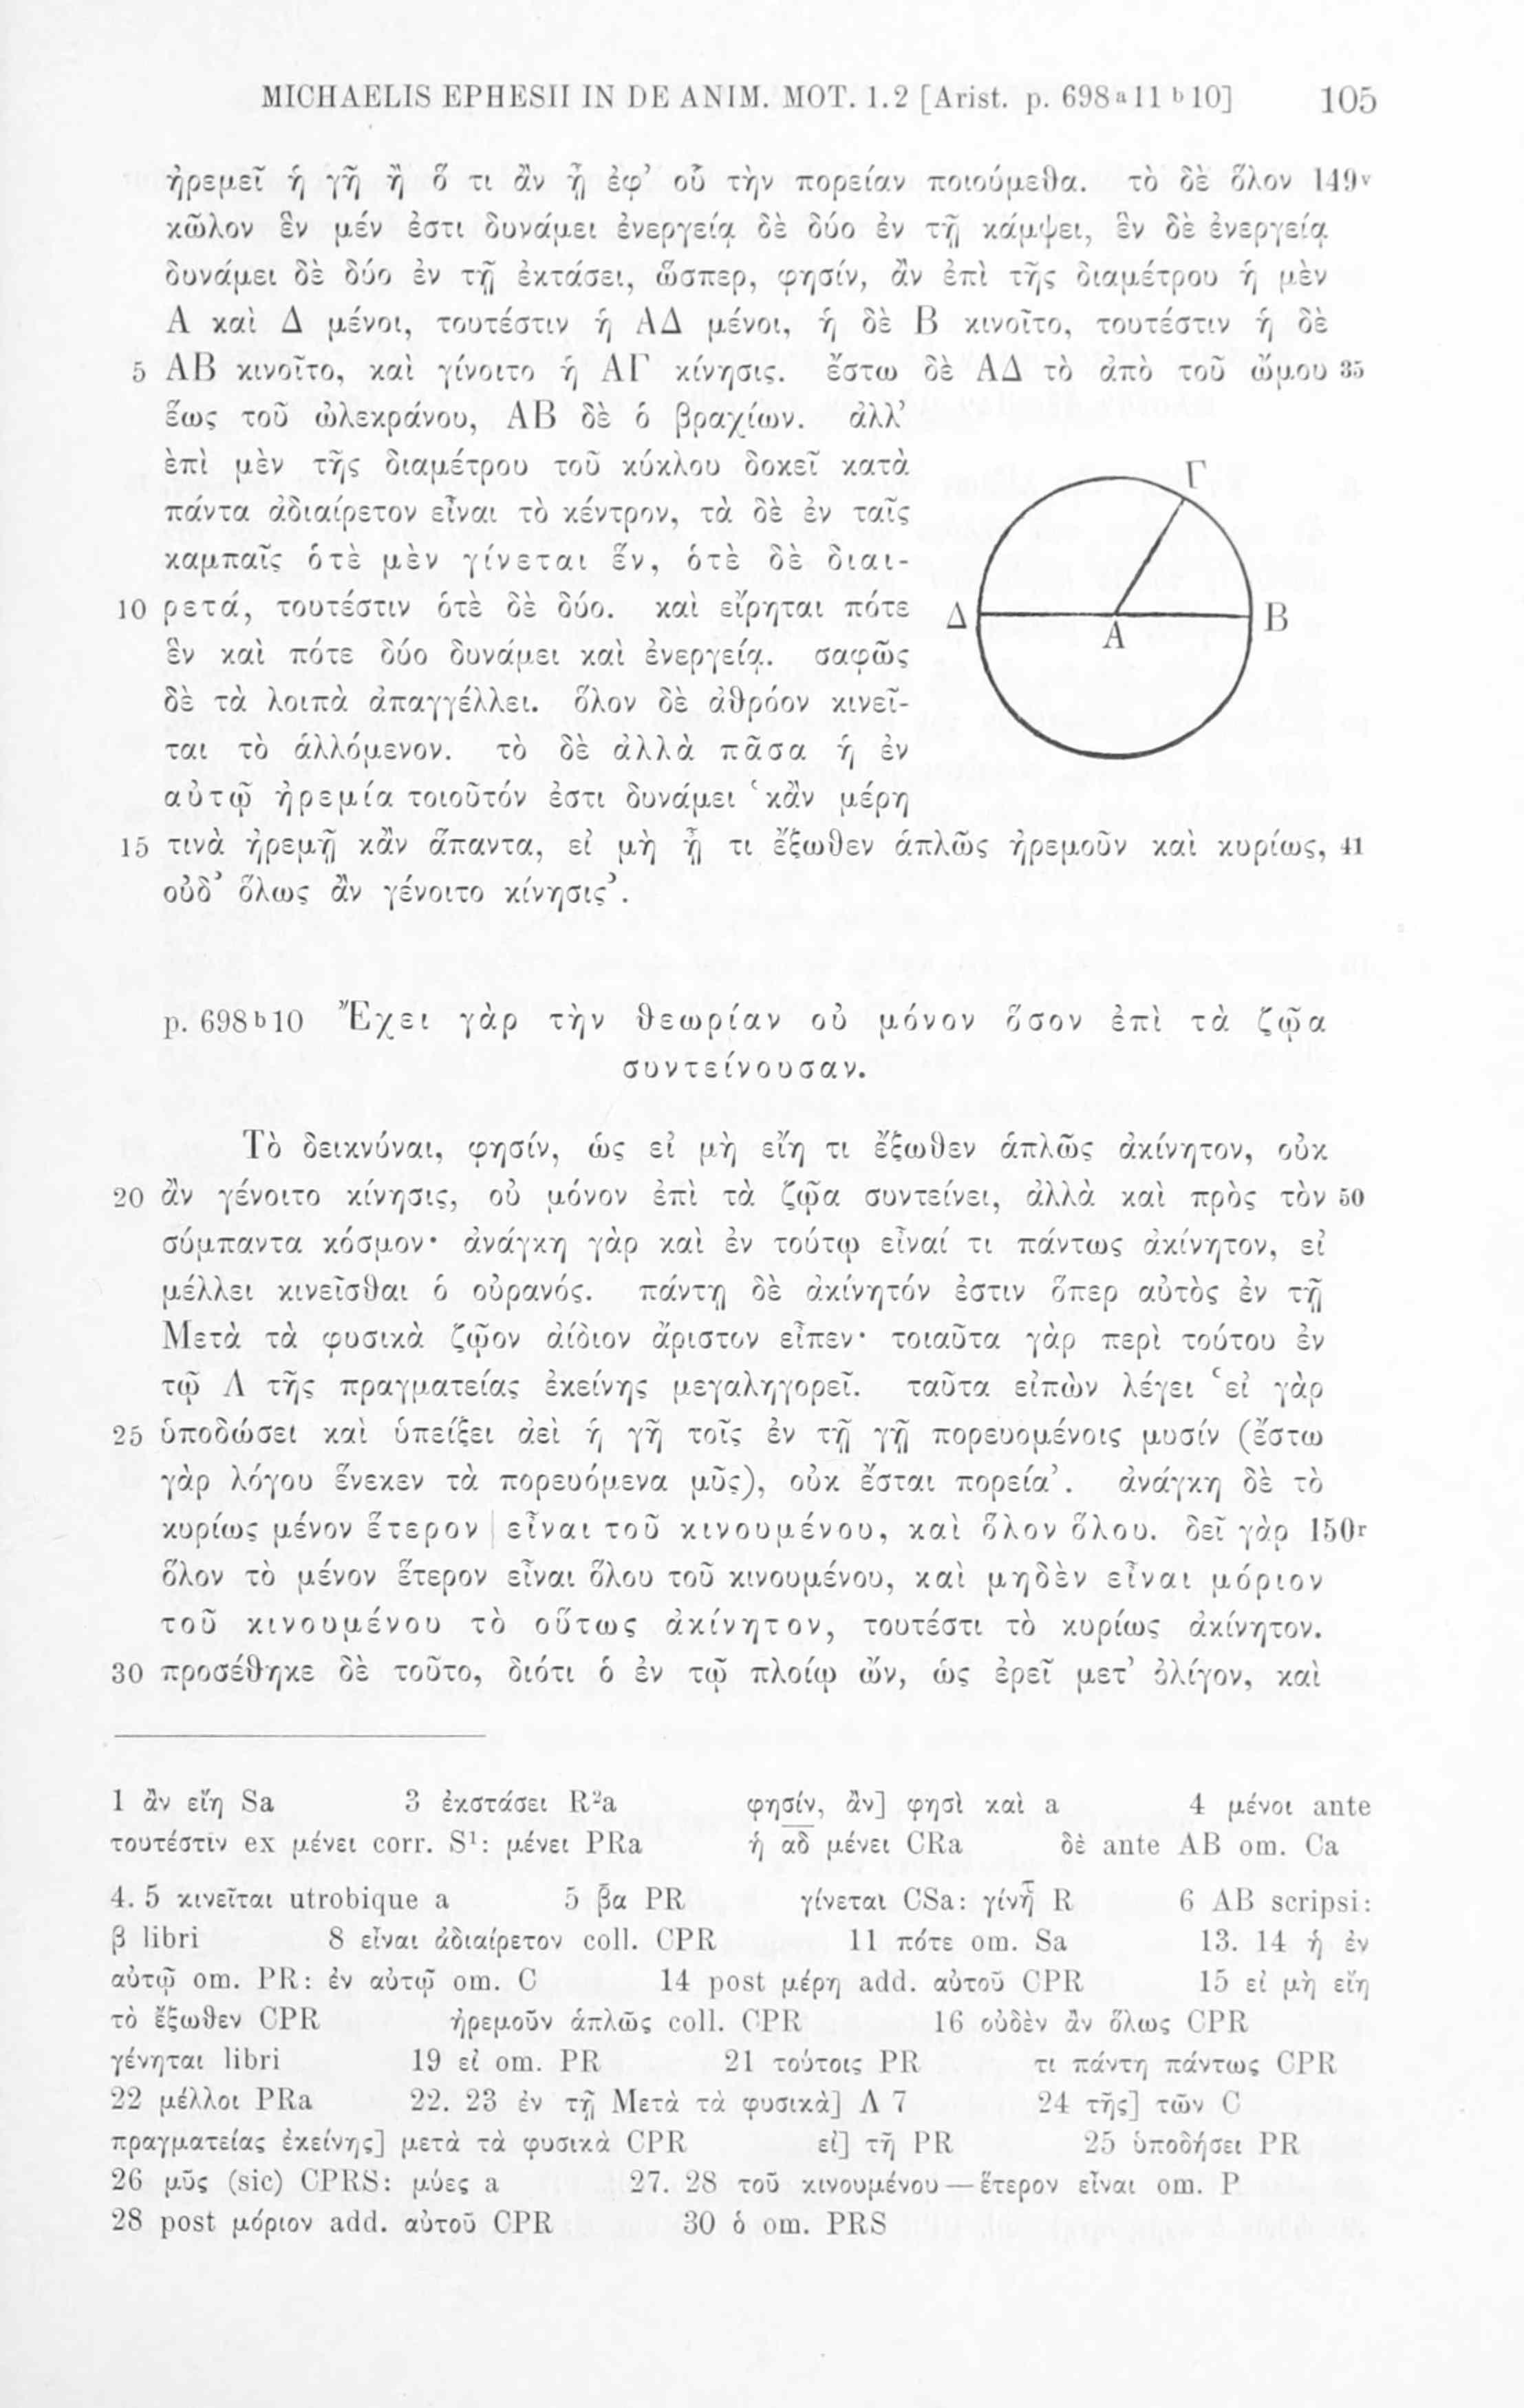 MICHAELIS EPHESII IN DE ANIM. MOT. 1.2 [Arist. p. 698ᵃ11 ᵇ10] 105
ἠρεμεῖ ἡ γῆ ἢ ὅ τι ἂν ᾖ ἐφ’ οὗ τὴν πορείαν ποιούμεθα. τὸ δὲ ὅλον 149ᵛ
κῶλον ἓν μέν ἐστι δυνάμει ἐνεργείᾳ δὲ δύο ἐν τῇ κάμψει, ἓν δὲ ἐνεργείᾳ
δυνάμει δὲ δύο ἐν τῇ ἐκτάσει, ὥσπερ, φησίν, ἂν ἐπὶ τῆς διαμέτρου ἡ μὲν
Α καὶ Δ μένοι, τουτέστιν ἡ ΑΔ μένοι, ἡ δὲ Β κινοῖτο, τουτέστιν ἡ δὲ
5 ΑΒ κινοῖτο, καὶ γίνοιτο ἡ ΑΓ κίνησις. ἔστω δὲ ΑΔ τὸ ἀπὸ τοῦ ὤμου 35
ἕως τοῦ ὠλεκράνου, ΑΒ δὲ ὁ βραχίων. ἀλλ’
ἐπὶ μὲν τῆς διαμέτρου τοῦ κύκλου δοκεῖ κατὰ
πάντα ἀδιαίρετον εἶναι τὸ κέντρον, τὰ δὲ ἐν ταῖς
καμπαῖς ὁτὲ μὲν γίνεται ἕν, ὁτὲ δὲ διαι-
10 ρετά, τουτέστιν ὁτὲ δὲ δύο. καὶ εἴρηται πότε
ἓν καὶ πότε δύο δυνάμει καὶ ἐνεργείᾳ. σαφῶς
δὲ τὰ λοιπὰ ἀπαγγέλλει. ὅλον δὲ ἀθρόον κινεῖ-
ται τὸ ἁλλόμενον. τὸ δὲ ἀλλὰ πᾶσα ἡ ἐν
αὐτῷ ἠρεμία τοιοῦτόν ἐστι δυνάμει ‘κἂν μέρη
15 τινὰ ἠρεμῇ κἂν ἅπαντα, εἰ μὴ ᾖ τι ἔξωθεν ἁπλῶς ἠρεμοῦν καὶ κυρίως, 41
οὐδ’ ὅλως ἂν γένοιτο κίνησις’.
Γ
Δ
Α
Β
p. 698ᵇ10 Ἔχει γὰρ τὴν θεωρίαν οὐ μόνον ὅσον ἐπὶ τὰ ζῷα
συντείνουσαν.
Τὸ δεικνύναι, φησίν, ὡς εἰ μὴ εἴη τι ἔξωθεν ἁπλῶς ἀκίνητον, οὐκ
20 ἂν γένοιτο κίνησις, οὐ μόνον ἐπὶ τὰ ζῷα συντείνει, ἀλλὰ καὶ πρὸς τὸν 50
σύμπαντα κόσμον· ἀνάγκη γὰρ καὶ ἐν τούτῳ εἶναί τι πάντως ἀκίνητον, εἰ
μέλλει κινεῖσθαι ὁ οὐρανός. πάντῃ δὲ ἀκίνητόν ἐστιν ὅπερ αὐτὸς ἐν τῇ
Μετὰ τὰ φυσικὰ ζῷον ἀίδιον ἄριστον εἶπεν· τοιαῦτα γὰρ περὶ τούτου ἐν
τῷ Λ τῆς πραγματείας ἐκείνης μεγαληγορεῖ. ταῦτα εἰπὼν λέγει ‘εἰ γὰρ
25 ὑποδώσει καὶ ὑπείξει ἀεὶ ἡ γῆ τοῖς ἐν τῇ γῇ πορευομένοις μυσίν (ἔστω
γὰρ λόγου ἕνεκεν τὰ πορευόμενα μῦς), οὐκ ἔσται πορεία’. ἀνάγκη δὲ τὸ
κυρίως μένον ἕτερον | εἶναι τοῦ κινουμένου, καὶ ὅλον ὅλου. δεῖ γὰρ 150ʳ
ὅλον τὸ μένον ἕτερον εἶναι ὅλου τοῦ κινουμένου, καὶ μηδὲν εἶναι μόριον
τοῦ κινουμένου τὸ οὕτως ἀκίνητον, τουτέστι τὸ κυρίως ἀκίνητον.
30 προσέθηκε δὲ τοῦτο, διότι ὁ ἐν τῷ πλοίῳ ὤν, ὡς ἐρεῖ μετ’ ὀλίγον, καὶ
1 ἂν εἴη Sa 3 ἐκστάσει R²a φησίν, ἂν] φησὶ καὶ a 4 μένοι ante
τουτέστιν ex μένει corr. S¹: μένει PRa ἡ α̅δ̅ μένει CRa δὲ ante ΑΒ om. Ca
4. 5 κινεῖται utrobique a 5 β̅α̅ PR γίνεται CSa: γίνη̅ R 6 ΑΒ scripsi:
β libri 8 εἶναι ἀδιαίρετον coll. CPR 11 πότε om. Sa 13. 14 ἡ ἐν
αὐτῷ om. PR: ἐν αὐτῷ om. C 14 post μέρη add. αὐτοῦ CPR 15 εἰ μὴ εἴη
τὸ ἔξωθεν CPR ἠρεμοῦν ἁπλῶς coll. CPR 16 οὐδὲν ἂν ὅλως CPR
γένηται libri 19 εἰ om. PR 21 τούτοις PR τι πάντῃ πάντως CPR
22 μέλλοι PRa 22. 23 ἐν τῇ Μετὰ τὰ φυσικὰ] Λ 7 24 τῆς] τῶν C
πραγματείας ἐκείνης] μετὰ τὰ φυσικὰ CPR εἰ] τῇ PR 25 ὑποδήσει PR
26 μῦς (sic) CPRS: μύες a 27. 28 τοῦ κινουμένου — ἕτερον εἶναι om. P
28 post μόριον add. αὐτοῦ CPR 30 ὁ om. PRS